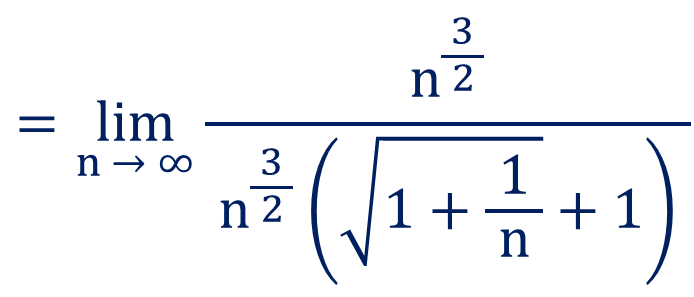 = lim n → ∞ n^(3/2) / (n^(3/2) (√(1 + 1/n) + 1))